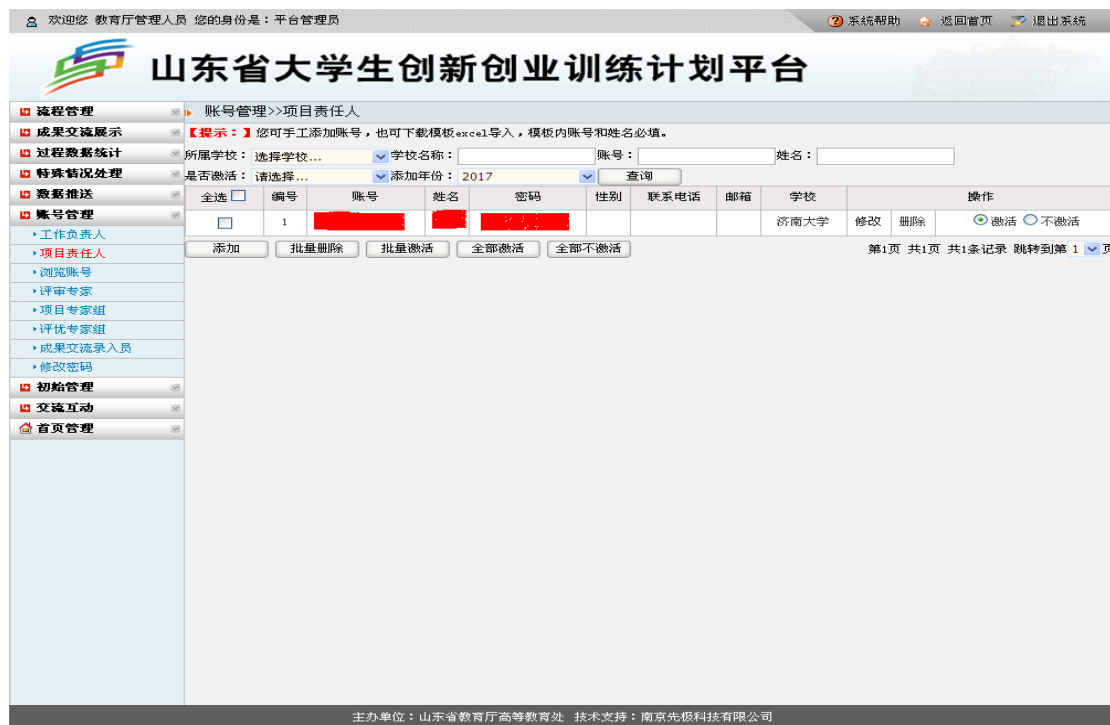 欢迎您 教育厅管理人员 您的身份是：平台管理员 系统帮助 返回首页 退出系统
山东省大学生创新创业训练计划平台
流程管理
成果交流展示
过程数据统计
特殊情况处理
数据推送
账号管理
工作负责人
项目责任人
浏览账号
评审专家
项目专家组
评优专家组
成果交流录入员
修改密码
初始管理
交流互动
首页管理
账号管理>>项目责任人
【提示：】您可手工添加账号，也可下载模板excel导入，模板内账号和姓名必填。
所属学校： 选择学校... 学校名称： 账号： 姓名：
是否激活： 请选择... 添加年份： 2017 查询
全选 编号 账号 姓名 密码 性别 联系电话 邮箱 学校 操作
1 济南大学 修改 删除 激活 不激活
添加 批量删除 批量激活 全部激活 全部不激活 第1页 共1页 共1条记录 跳转到第 1 页
主办单位：山东省教育厅高等教育处 技术支持：南京先极科技有限公司